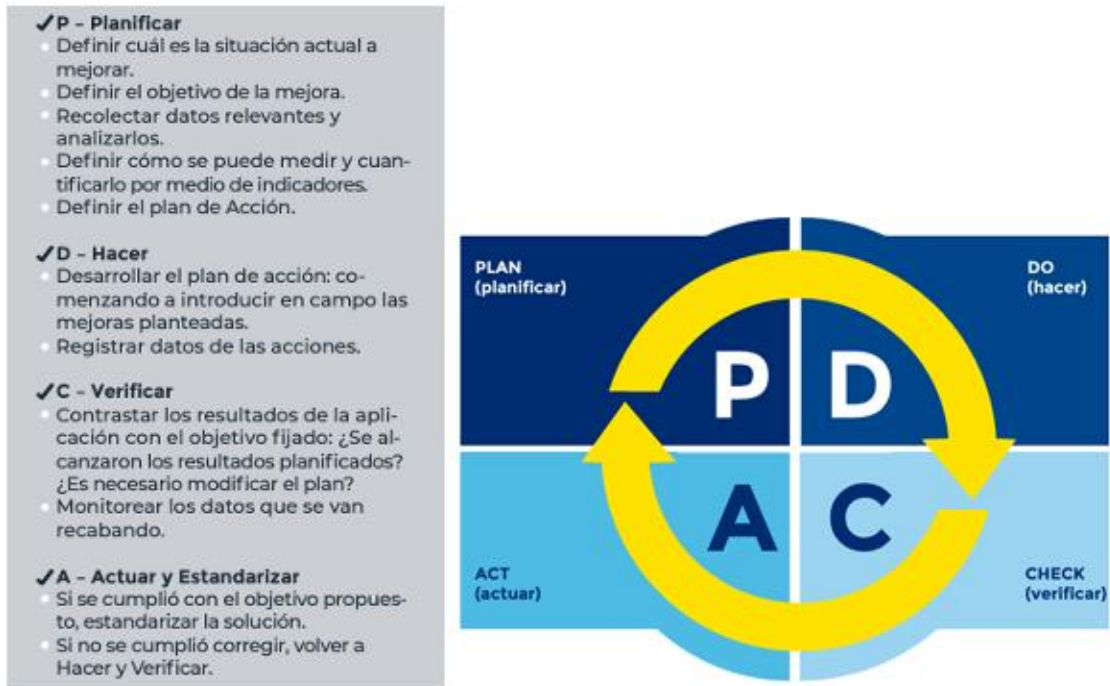 ✓P – Planificar
Definir cuál es la situación actual a
mejorar.
Definir el objetivo de la mejora.
Recolectar datos relevantes y
analizarlos.
Definir cómo se puede medir y cuan-
tificarlo por medio de indicadores.
Definir el plan de Acción.
✓D – Hacer
Desarrollar el plan de acción: co-
menzando a introducir en campo las
mejoras planteadas.
Registrar datos de las acciones.
✓C – Verificar
Contrastar los resultados de la apli-
cación con el objetivo fijado: ¿Se al-
canzaron los resultados planificados?
¿Es necesario modificar el plan?
Monitorear los datos que se van
recabando.
✓A – Actuar y Estandarizar
Si se cumplió con el objetivo propues-
to, estandarizar la solución.
Si no se cumplió corregir, volver a
Hacer y Verificar.
PLAN
(planificar)
DO
(hacer)
P D
A C
ACT
(actuar)
CHECK
(verificar)